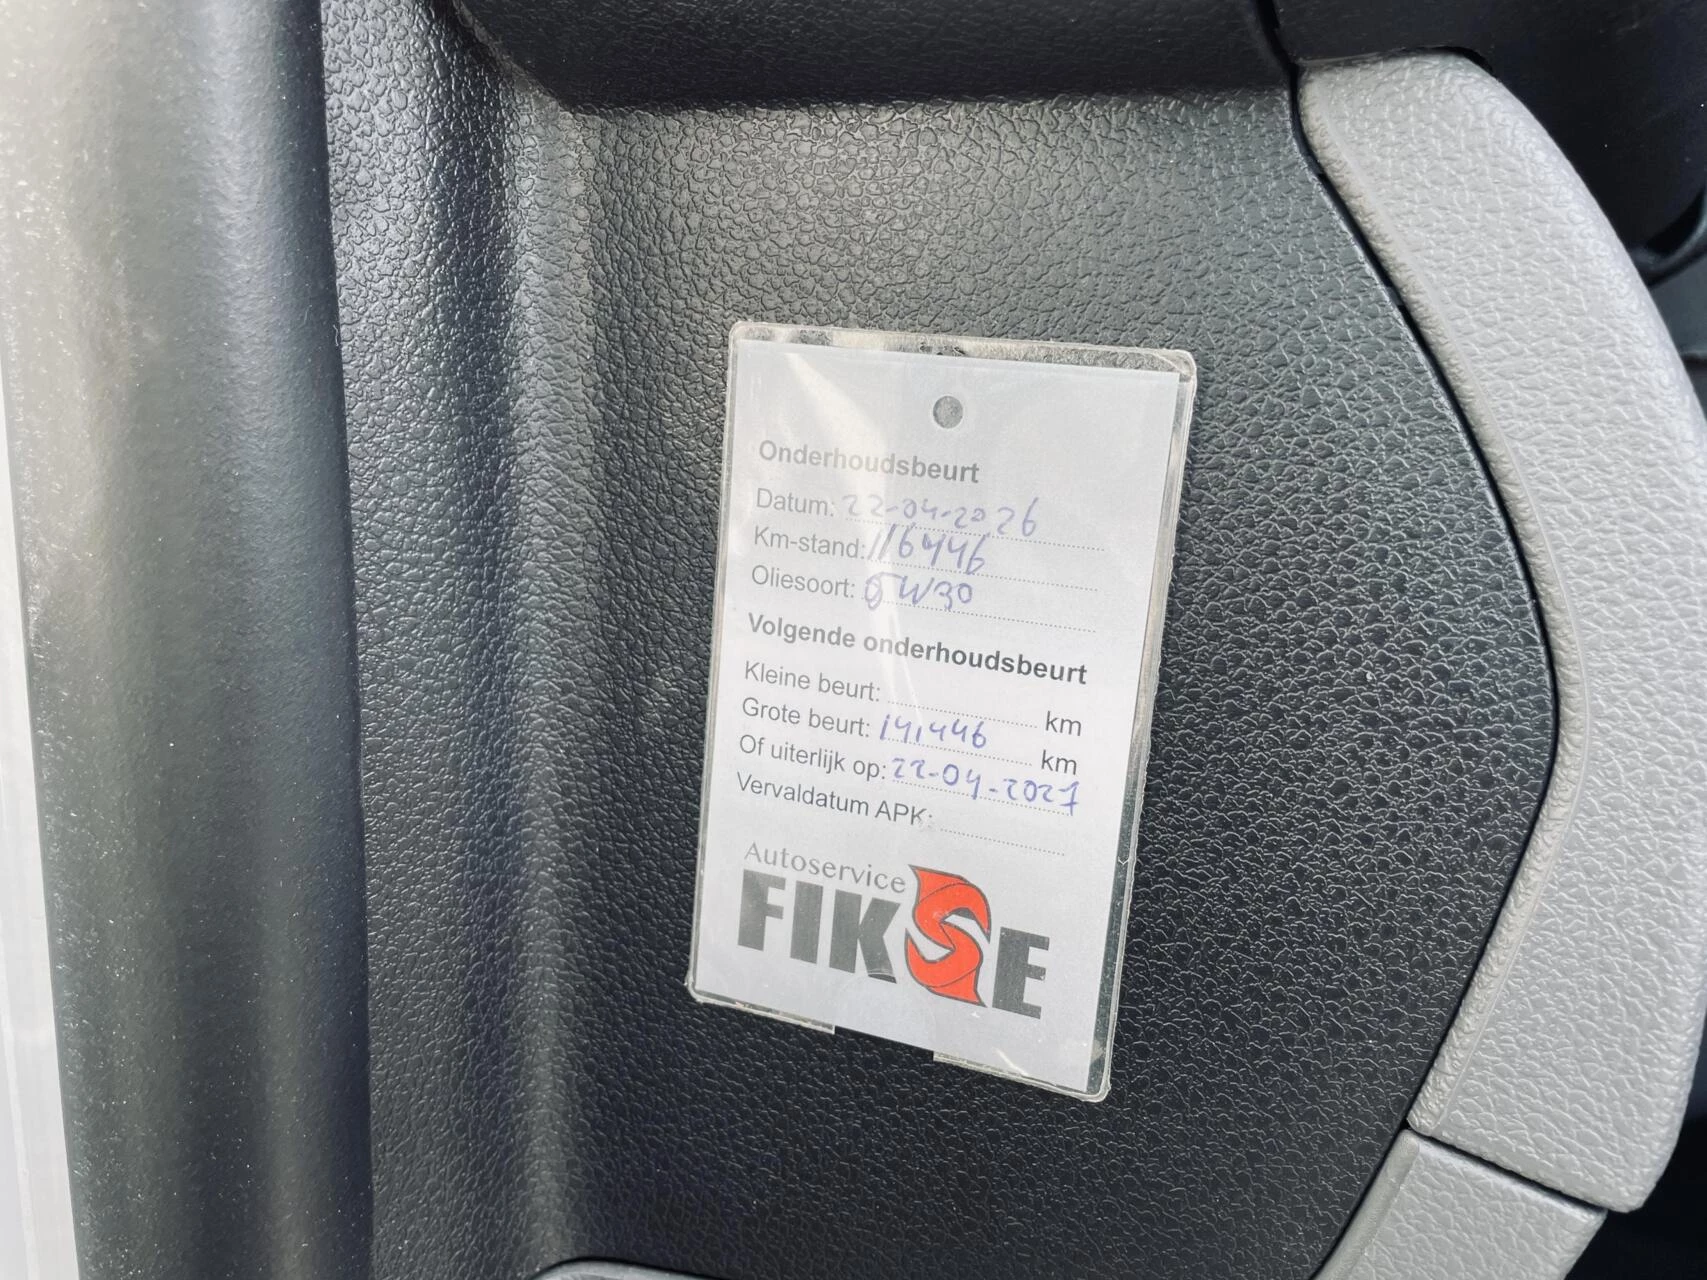 Onderhoudsbeurt
Datum: 22-04-2026
Km-stand: 116446
Oliesoort: 5W30
Volgende onderhoudsbeurt
Kleine beurt: km
Grote beurt: 141446 km
Of uiterlijk op: 22-04-2027
Vervaldatum APK:
Autoservice
FIKSE